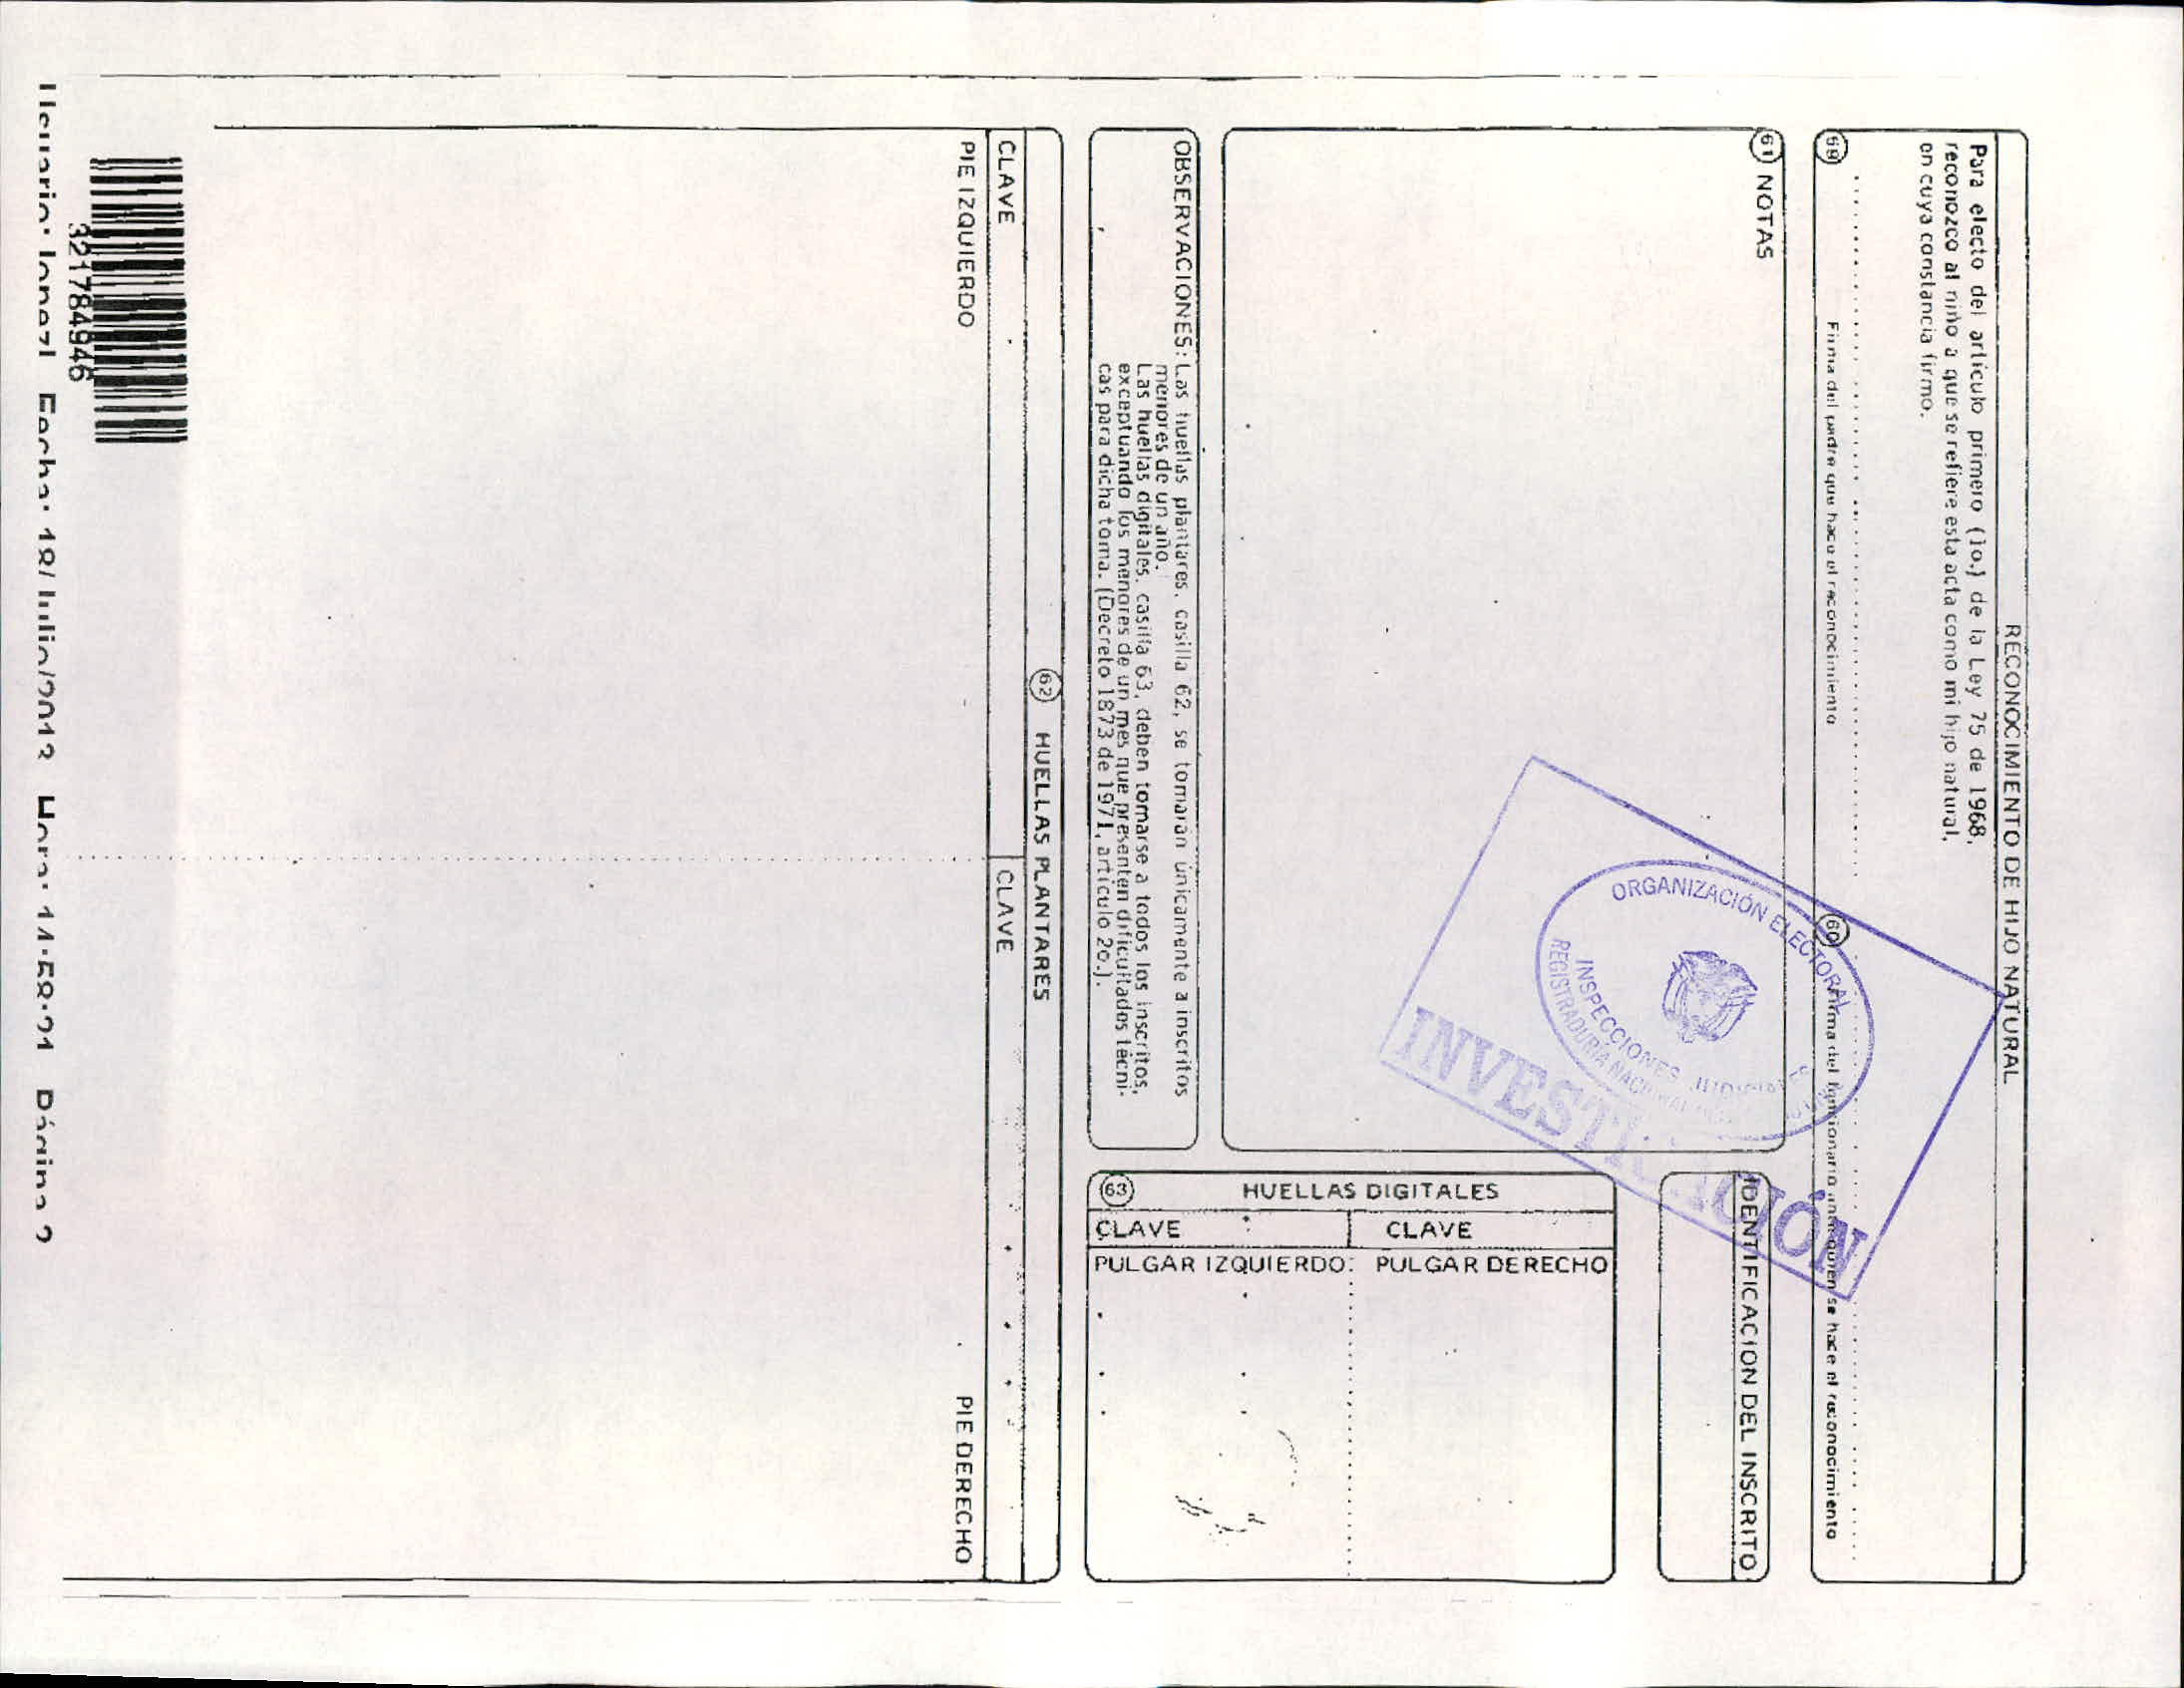 RECONOCIMIENTO DE HIJO NATURAL
Para efecto del artículo primero (1o.) de la Ley 75 de 1968,
reconozco al niño a que se refiere esta acta como mi hijo natural,
en cuya constancia firmo.
59
Firma del padre que hace el reconocimiento
60
Firma del funcionario ante quien se hace el reconocimiento
61 NOTAS
ORGANIZACIÓN ELECTORAL
INSPECCIONES JUDICIALES
REGISTRADURÍA NACIONAL
INVESTIGACIÓN
IDENTIFICACION DEL INSCRITO
OBSERVACIONES: Las huellas plantares, casilla 62, se tomarán únicamente a inscritos
menores de un año.
Las huellas digitales, casilla 63, deben tomarse a todos los inscritos,
exceptuando los menores de un mes que presenten dificultades técni-
cas para dicha toma. (Decreto 1873 de 1971, artículo 2o.).
63 HUELLAS DIGITALES
CLAVE CLAVE
PULGAR IZQUIERDO PULGAR DERECHO
62 HUELLAS PLANTARES
CLAVE CLAVE
PIE IZQUIERDO PIE DERECHO
321784946
Usuario: lopezl Fecha: 18/Julio/2013 Hora: 14:58:21 Página 2